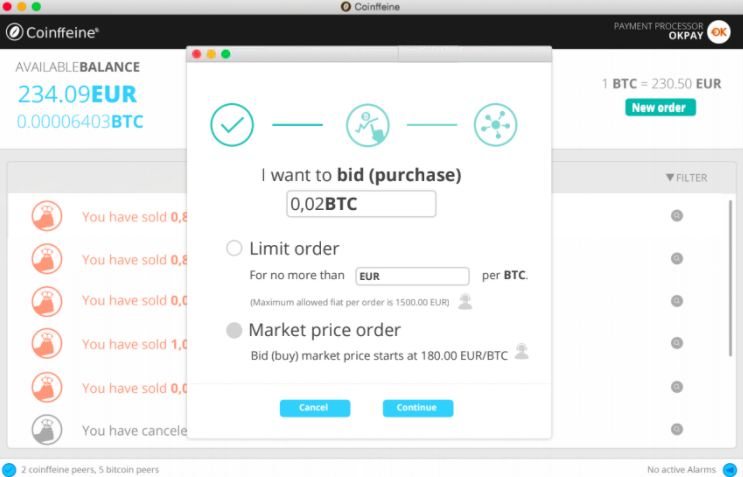 Coinffeine
Coinffeine®
PAYMENT PROCESSOR
OKPAY
OK
AVAILABLEBALANCE
234.09EUR
0.00006403BTC
1 BTC = 230.50 EUR
New order
FILTER
You have sold 0,8
You have sold 0,8
You have sold 0,0
You have sold 1,0
You have sold 0,0
You have cancele
I want to bid (purchase)
0,02BTC
Limit order
For no more than EUR per BTC.
(Maximum allowed fiat per order is 1500.00 EUR)
Market price order
Bid (buy) market price starts at 180.00 EUR/BTC
Cancel Continue
2 coinffeine peers, 5 bitcoin peers
No active Alarms